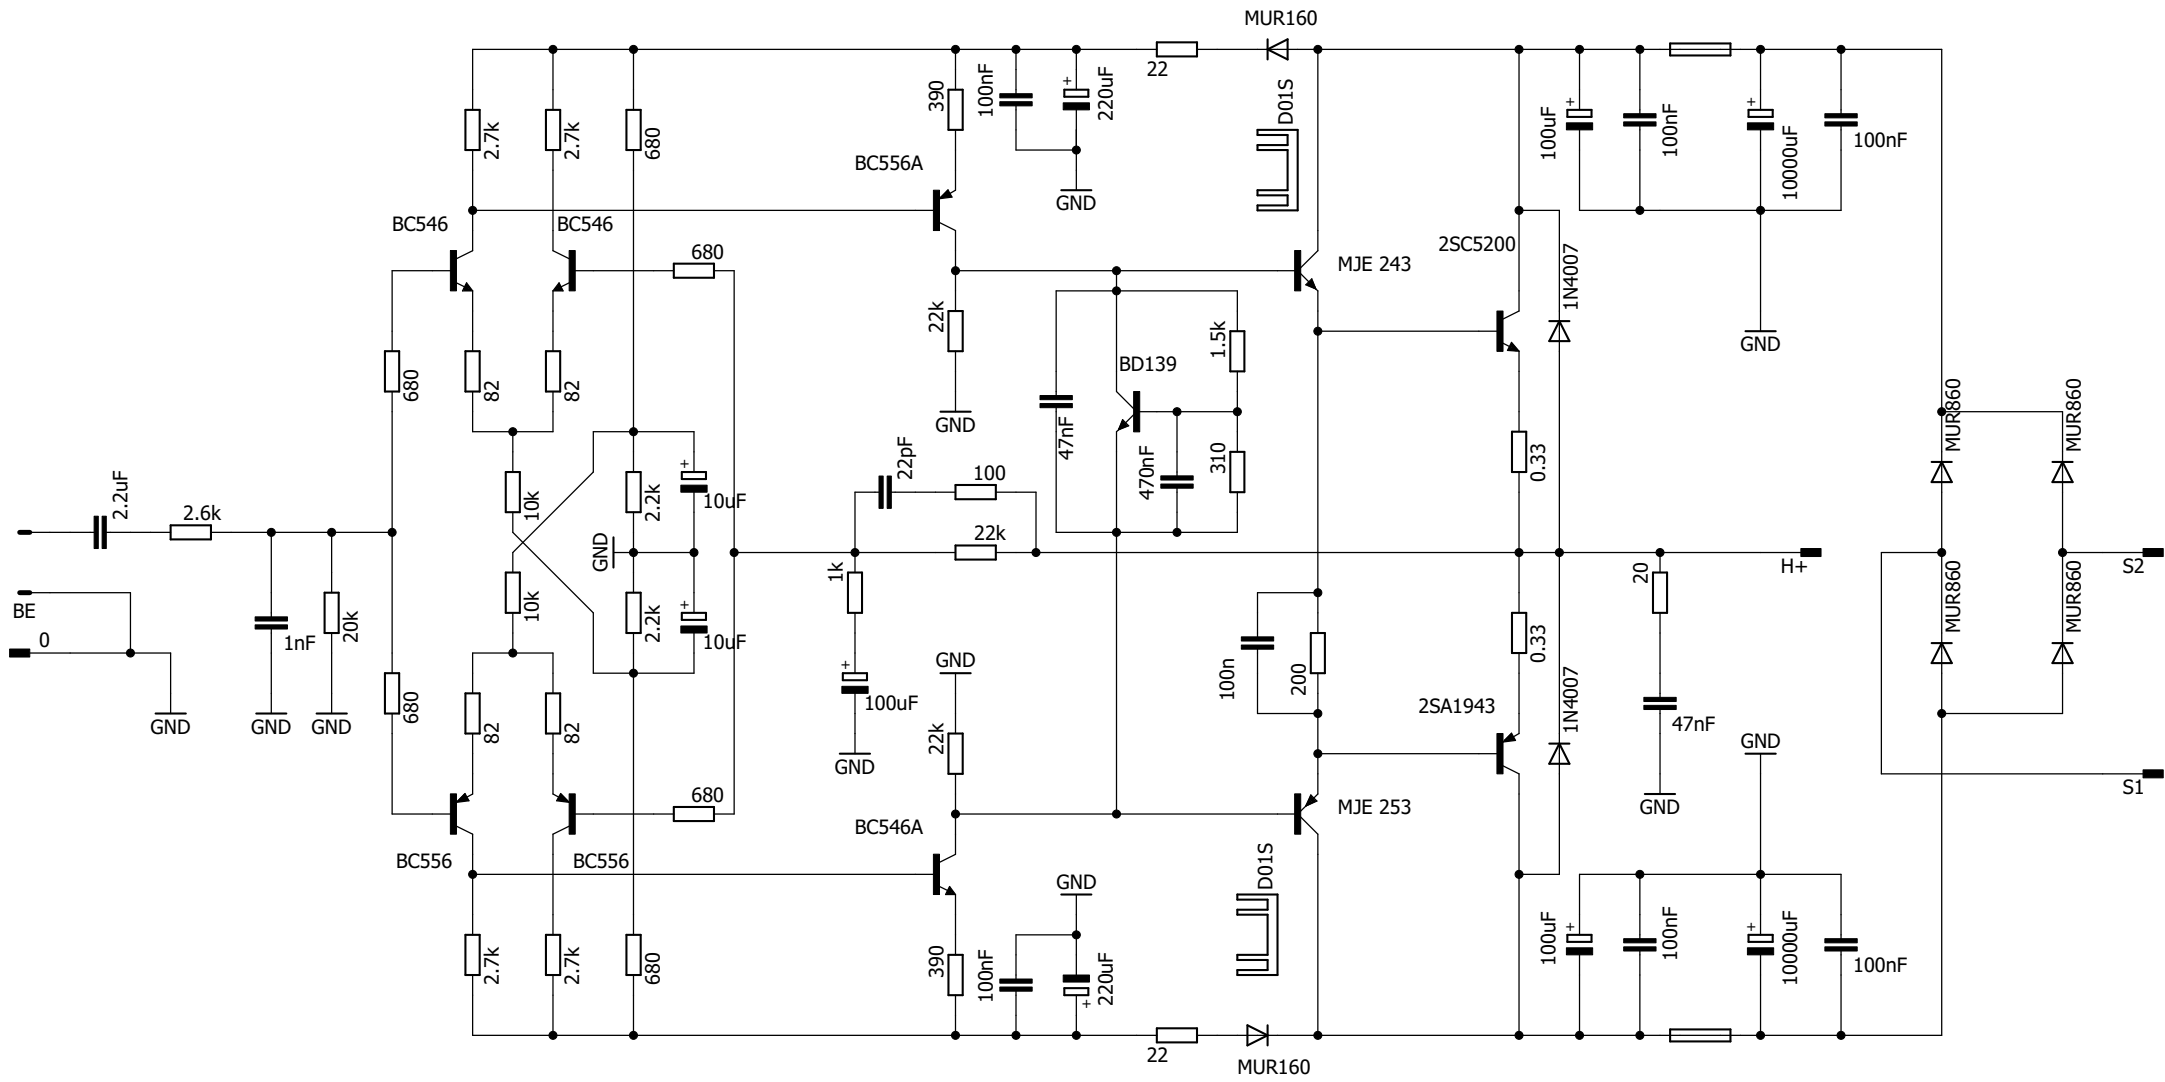 MUR160
22
390
100nF
220uF
D01S
2.7k
2.7k
680
100uF
100nF
10000uF
100nF
BC556A
GND
BC546
BC546
680
2SC5200
MJE 243
1N4007
22k
1.5k
GND
BD139
680
82
82
MUR860
MUR860
GND
47nF
470nF
310
0.33
22pF
100
2.2uF
2.6k
10k
2.2k
10uF
GND
22k
H+
S2
1k
20
BE
0
1nF
20k
10k
2.2k
10uF
GND
100n
200
0.33
MUR860
MUR860
GND
GND
GND
680
82
82
100uF
22k
2SA1943
1N4007
47nF
GND
GND
S1
680
GND
MJE 253
BC546A
BC556
BC556
D01S
GND
2.7k
2.7k
680
390
100nF
220uF
100uF
100nF
10000uF
100nF
22
MUR160